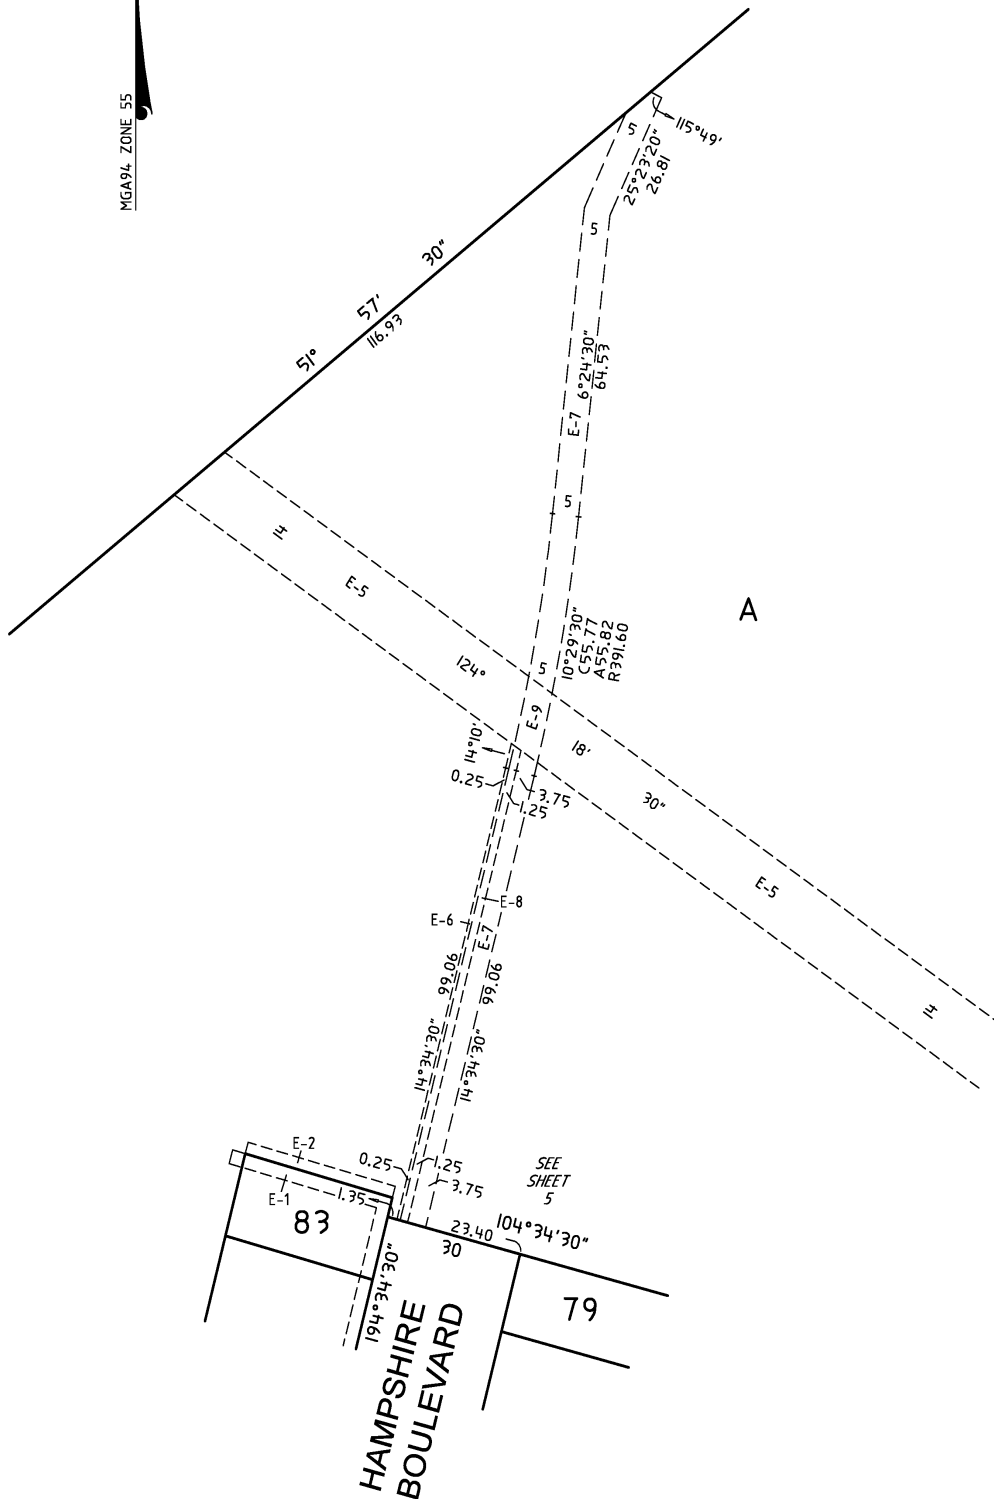 MGA94 ZONE 55
5
115°49'
25°23'20"
26.81
5
51°
57'
30"
116.93
6°24'30"
64.53
E-7
5
14
E-5
A
10°29'30"
C55.77
A55.82
R391.60
124°
5
E-9
18'
14°10'
0.25
3.75
1.25
30"
E-5
E-8
E-6
E-7
99.06
99.06
14
14°34'30"
14°34'30"
E-2
0.25
1.25
3.75
SEE
SHEET
5
E-1
1.35
83
23.40
104°34'30"
30
194°34'30"
79
HAMPSHIRE
BOULEVARD